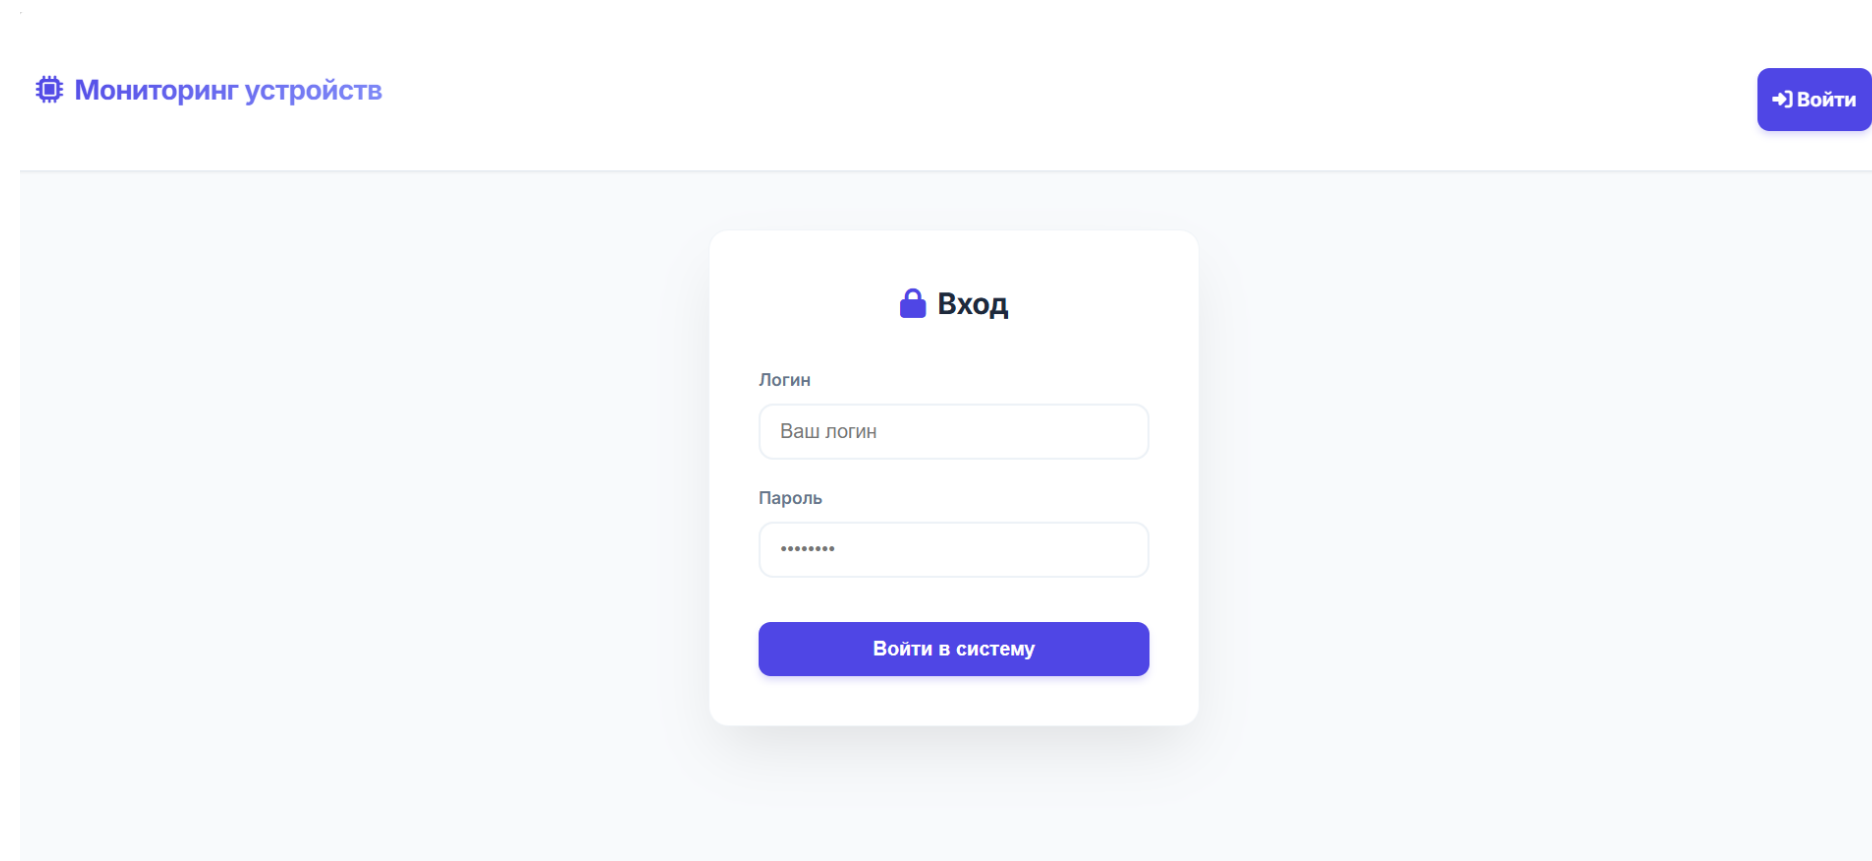 Мониторинг устройств
Войти
Вход
Логин
Ваш логин
Пароль
••••••••
Войти в систему